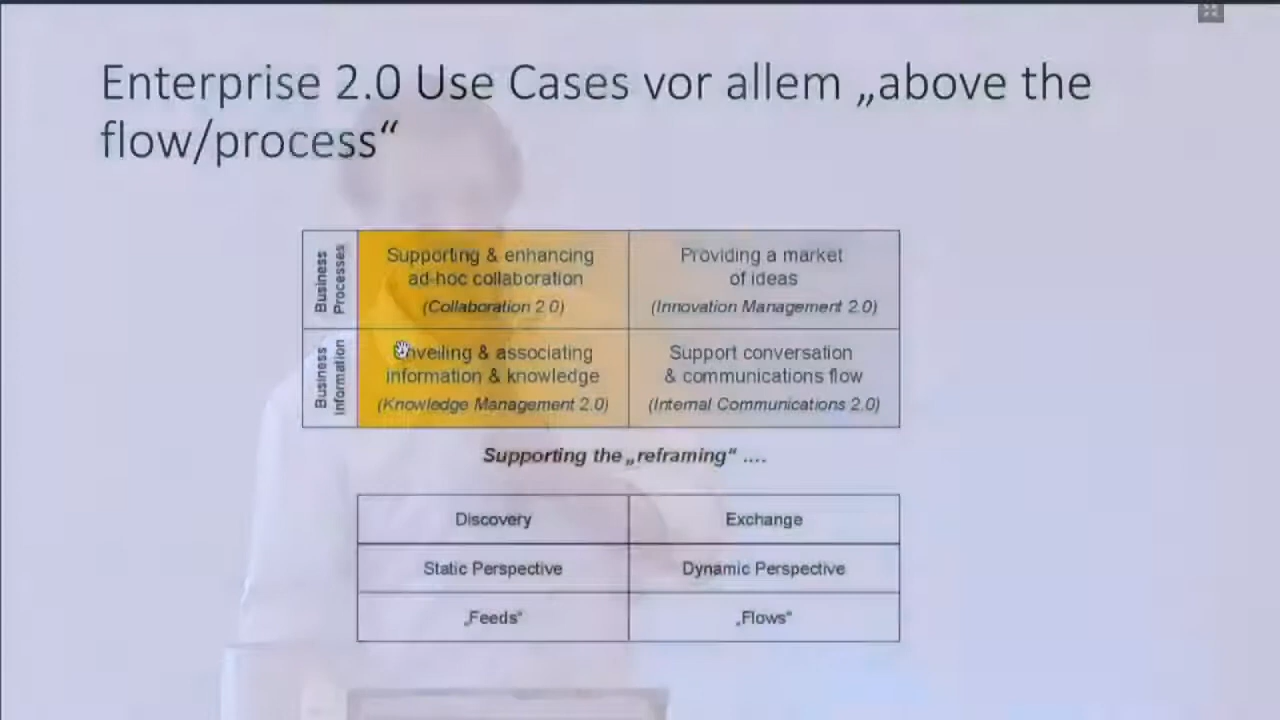 Enterprise 2.0 Use Cases vor allem „above the
flow/process“
Business
Processes
Supporting & enhancing
ad-hoc collaboration
(Collaboration 2.0)
Providing a market
of ideas
(Innovation Management 2.0)
Business
Information
Unveiling & associating
information & knowledge
(Knowledge Management 2.0)
Support conversation
& communications flow
(Internal Communications 2.0)
Supporting the „reframing“ ....
Discovery
Exchange
Static Perspective
Dynamic Perspective
„Feeds“
„Flows“